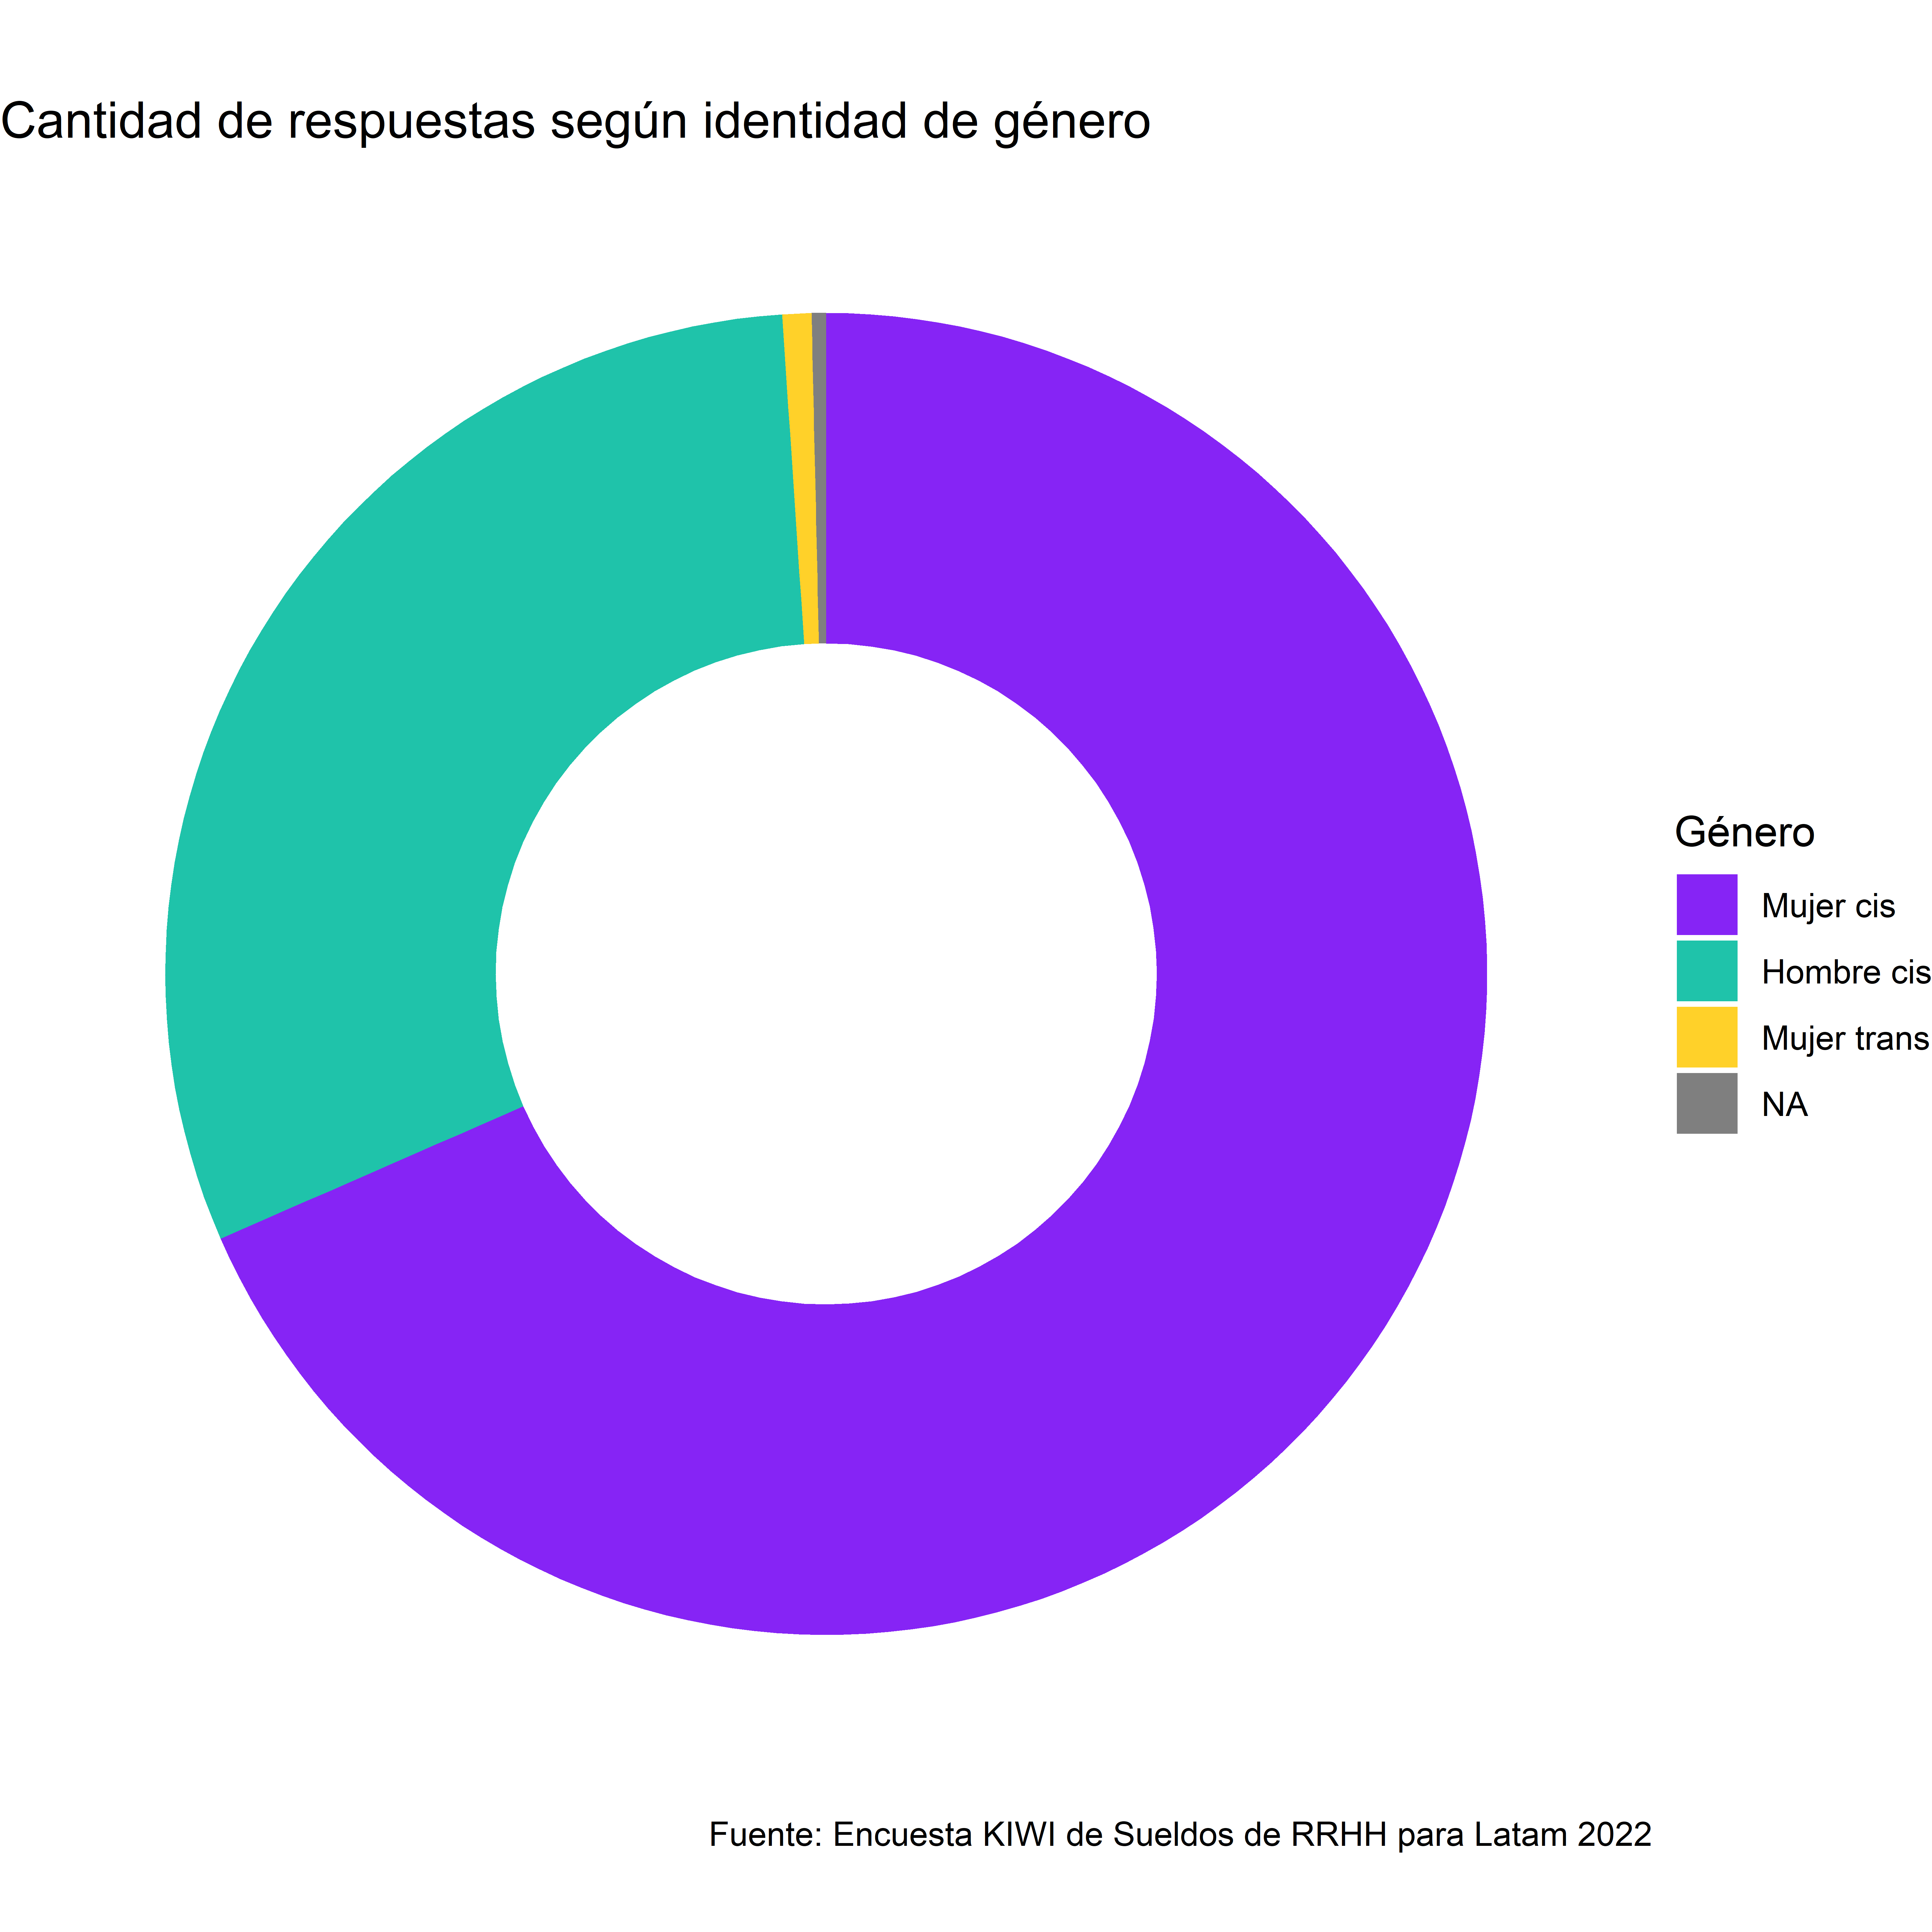 Cantidad de respuestas según identidad de género
Género
Mujer cis
Hombre cis
Mujer trans
NA
Fuente: Encuesta KIWI de Sueldos de RRHH para Latam 2022